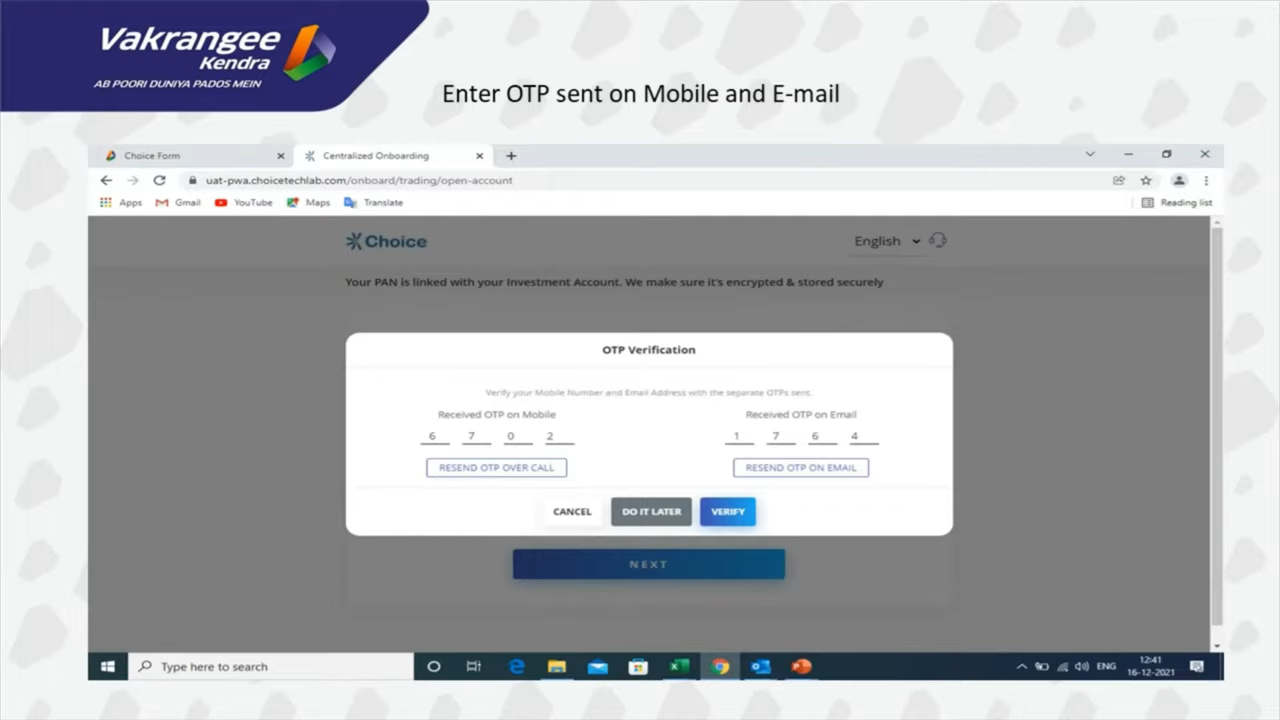 Vakrangee
Kendra
AB POORI DUNIYA PADOS MEIN
Enter OTP sent on Mobile and E-mail
Choice Form
Centralized Onboarding
uat-pwa.choicetechlab.com/onboard/trading/open-account
Apps Gmail YouTube Maps Translate Reading list
Choice English
Your PAN is linked with your Investment Account. We make sure it's encrypted & stored securely
OTP Verification
Verify your Mobile Number and Email Address with the separate OTPs sent.
Received OTP on Mobile Received OTP on Email
6 7 0 2 1 7 6 4
RESEND OTP OVER CALL RESEND OTP ON EMAIL
CANCEL DO IT LATER VERIFY
NEXT
Type here to search ENG 12:41
16-12-2021